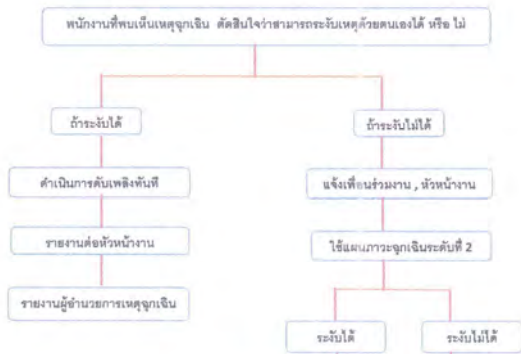 พนักงานที่พบเห็นเหตุฉุกเฉิน ตัดสินใจว่าสามารถระงับเหตุด้วยตนเองได้ หรือ ไม่
ถ้าระงับได้
ถ้าระงับไม่ได้
ดำเนินการดับเพลิงทันที
แจ้งเพื่อนร่วมงาน , หัวหน้างาน
รายงานต่อหัวหน้างาน
ใช้แผนภาวะฉุกเฉินระดับที่ 2
รายงานผู้อำนวยการเหตุฉุกเฉิน
ระงับได้
ระงับไม่ได้